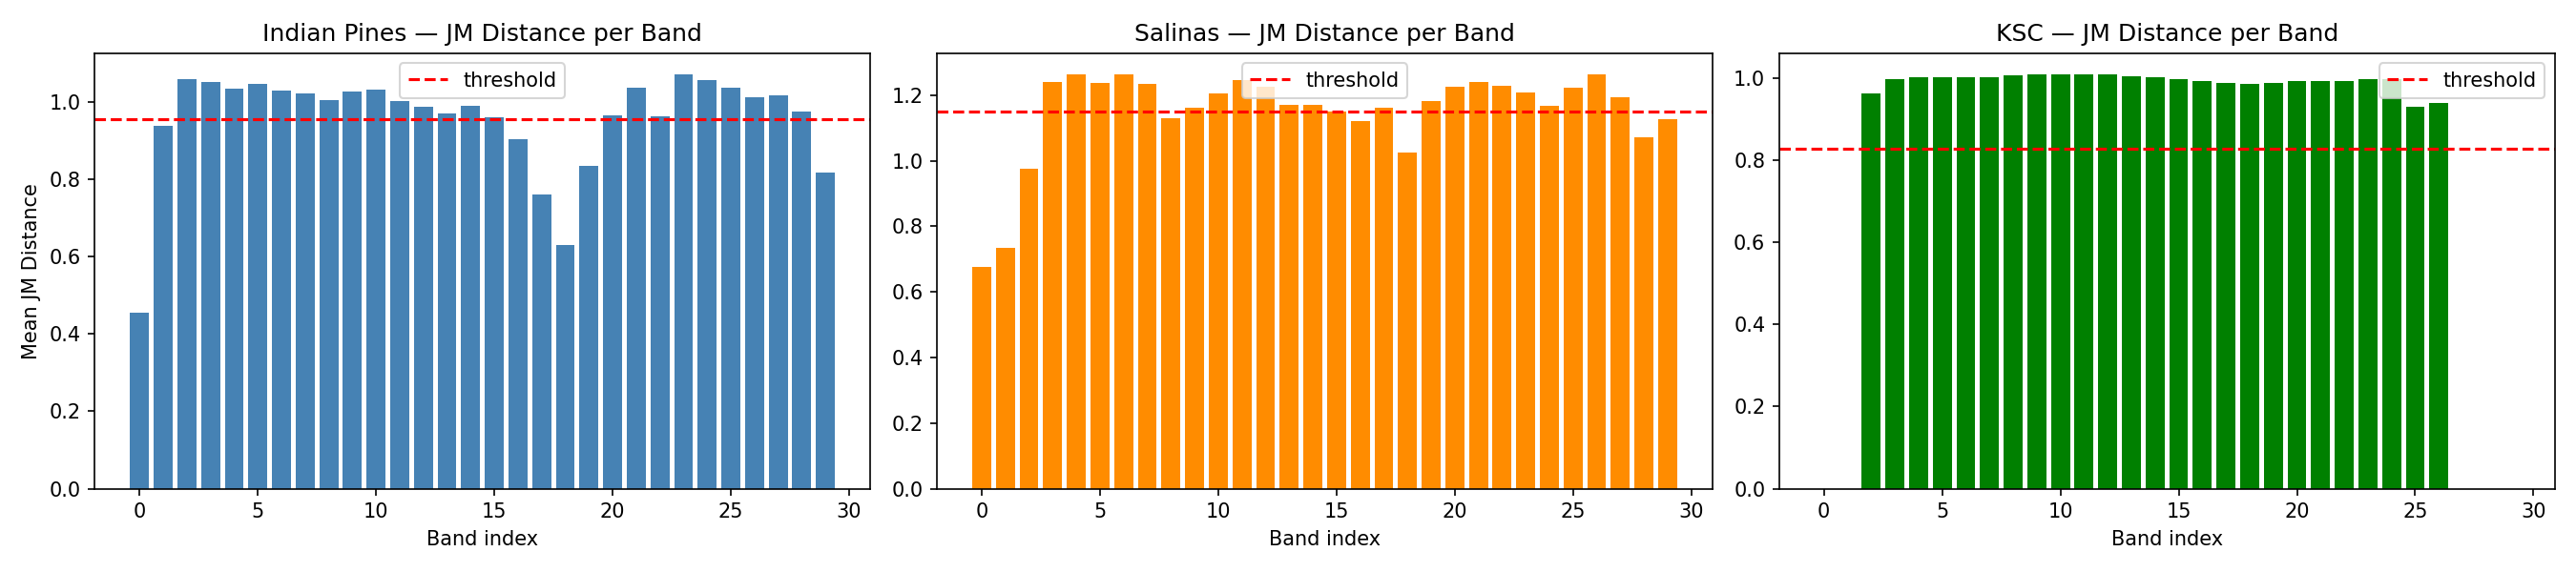 Indian Pines — JM Distance per Band
threshold
1.0
0.8
0.6
0.4
0.2
0.0
Mean JM Distance
0 5 10 15 20 25 30
Band index
Salinas — JM Distance per Band
threshold
1.2
1.0
0.8
0.6
0.4
0.2
0.0
0 5 10 15 20 25 30
Band index
KSC — JM Distance per Band
threshold
1.0
0.8
0.6
0.4
0.2
0.0
0 5 10 15 20 25 30
Band index